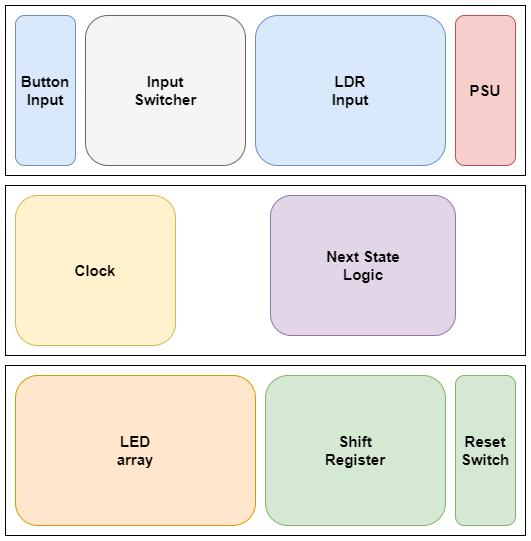 Button
Input
Input
Switcher
LDR
Input
PSU
Clock
Next State
Logic
LED
array
Shift
Register
Reset
Switch